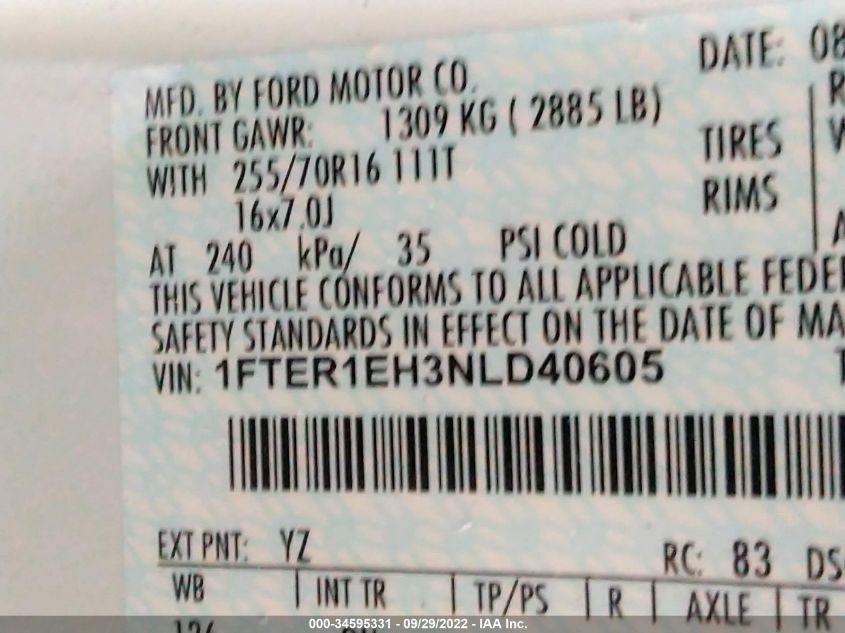 MFD. BY FORD MOTOR CO. DATE: 08
FRONT GAWR: 1309 KG ( 2885 LB)
WITH 255/70R16 111T TIRES
16x7.0J RIMS
AT 240 kPa/ 35 PSI COLD
THIS VEHICLE CONFORMS TO ALL APPLICABLE FEDE
SAFETY STANDARDS IN EFFECT ON THE DATE OF MA
VIN: 1FTER1EH3NLD40605
EXT PNT: YZ RC: 83 DS
WB INT TR TP/PS R AXLE TR
000-34595331 - 09/29/2022 - IAA Inc.